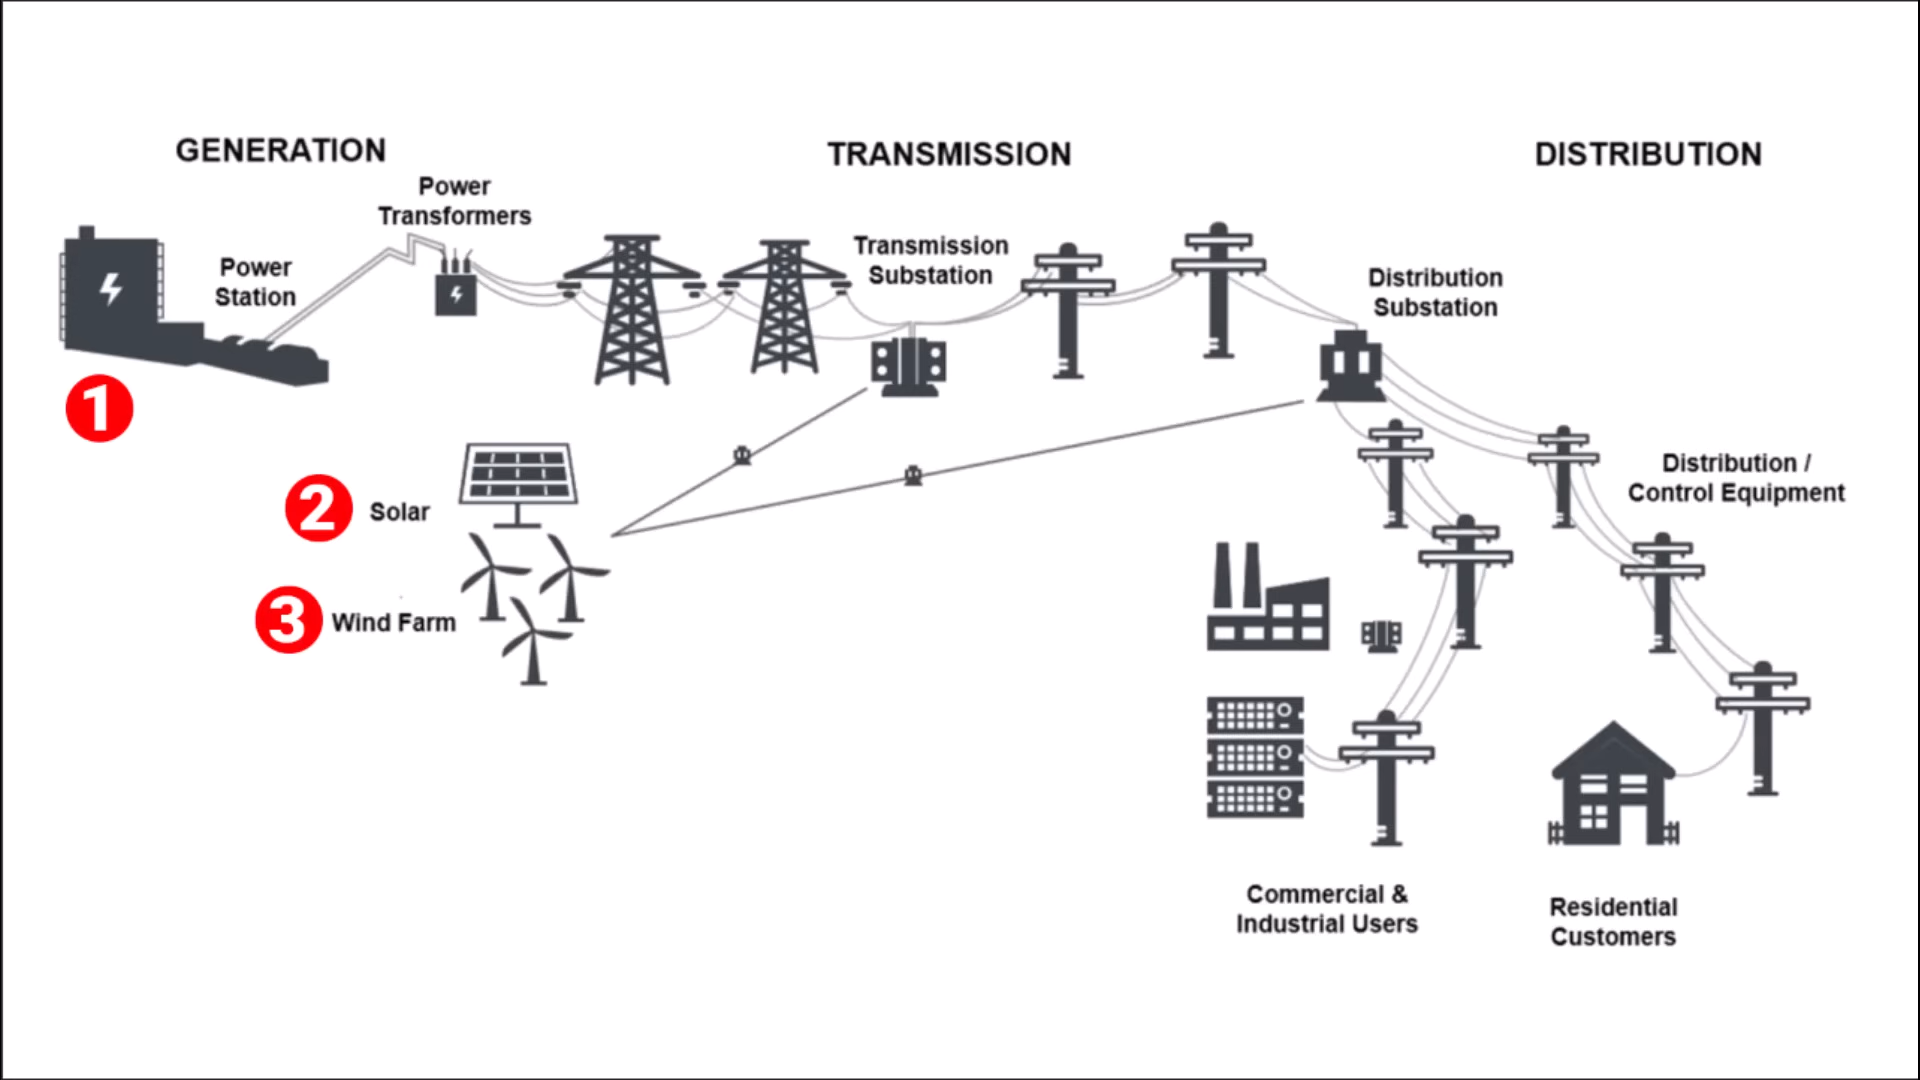 GENERATION
TRANSMISSION
DISTRIBUTION
Power
Transformers
Power
Station
Transmission
Substation
Distribution
Substation
1
2
Solar
3
Wind Farm
Distribution /
Control Equipment
Commercial &
Industrial Users
Residential
Customers